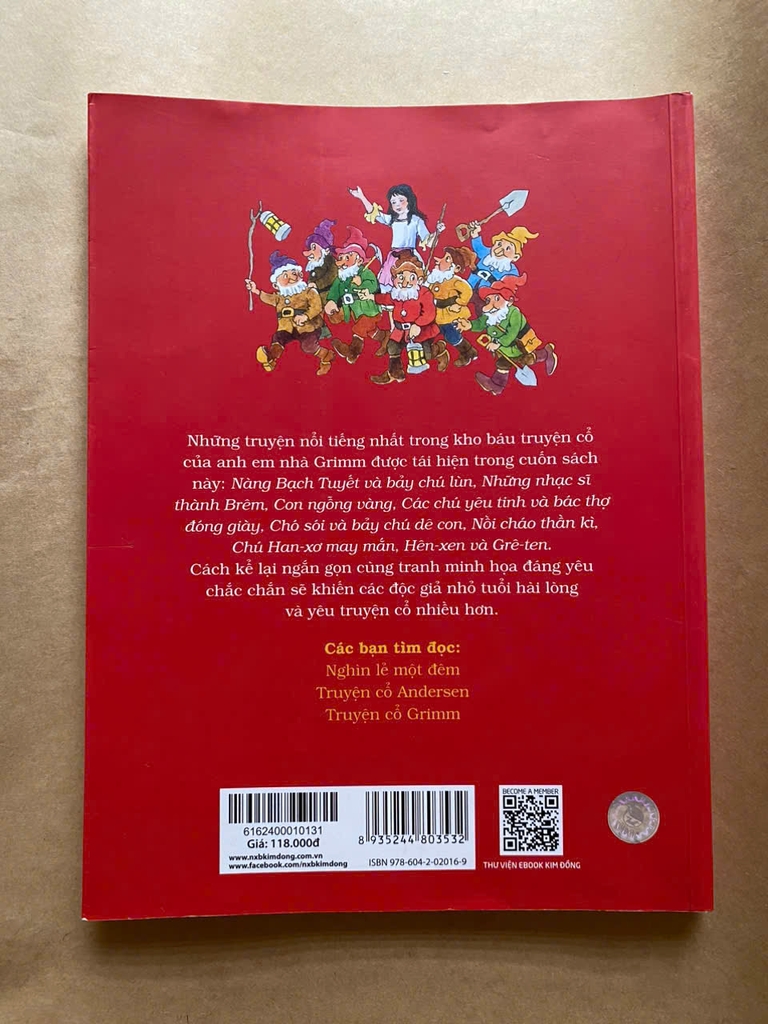 Những truyện nổi tiếng nhất trong kho báu truyện cổ
của anh em nhà Grimm được tái hiện trong cuốn sách
này: Nàng Bạch Tuyết và bảy chú lùn, Những nhạc sĩ
thành Brêm, Con ngỗng vàng, Các chú yêu tinh và bác thợ
đóng giày, Chó sói và bảy chú dê con, Nồi cháo thần kì,
Chú Han-xơ may mắn, Hên-xen và Grê-ten.
Cách kể lại ngắn gọn cùng tranh minh họa đáng yêu
chắc chắn sẽ khiến các độc giả nhỏ tuổi hài lòng
và yêu truyện cổ nhiều hơn.
Các bạn tìm đọc:
Nghìn lẻ một đêm
Truyện cổ Andersen
Truyện cổ Grimm
6162400010131
Giá: 118.000đ
www.nxbkimdong.com.vn
www.facebook.com/nxbkimdong
8 935244 803532
ISBN 978-604-2-02016-9
BECOME A MEMBER
THƯ VIỆN EBOOK KIM ĐỒNG